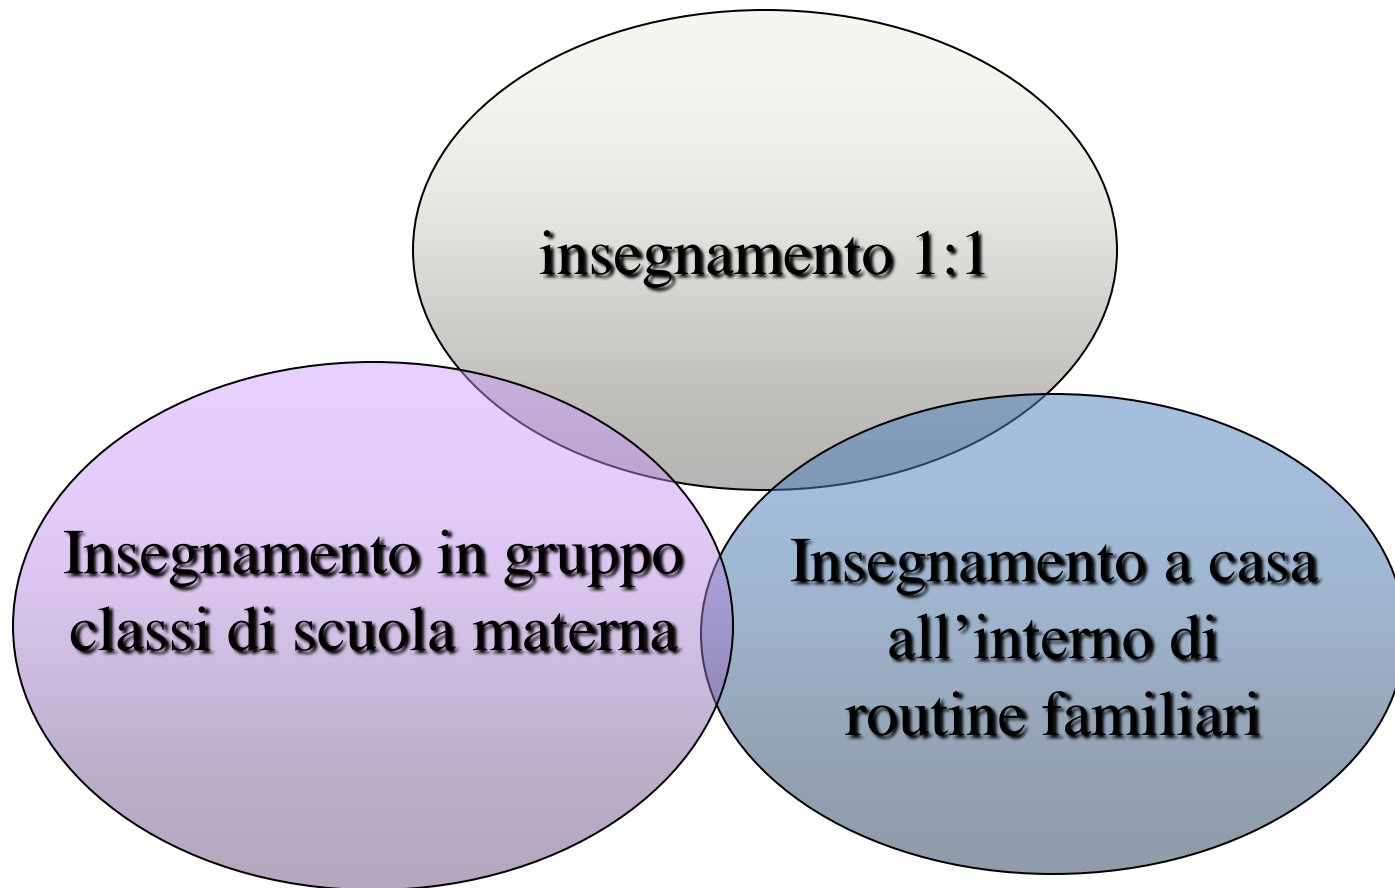 insegnamento 1:1
Insegnamento in gruppo
classi di scuola materna
Insegnamento a casa
all’interno di
routine familiari